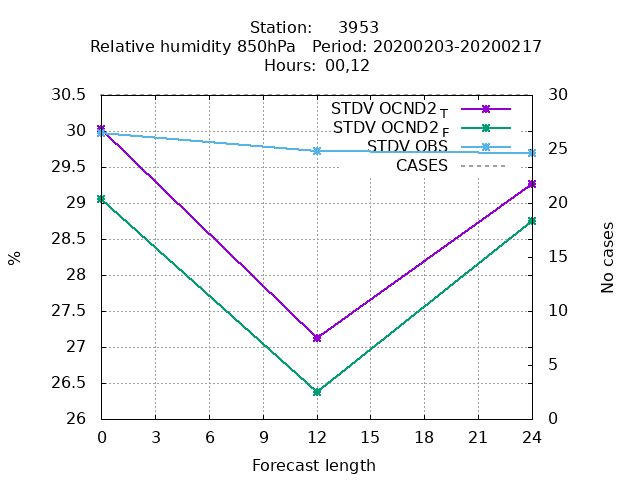 Station: 3953
Relative humidity 850hPa Period: 20200203-20200217
Hours: 00,12
30.5
30
29.5
29
28.5
28
27.5
27
26.5
26
30
25
20
15
10
5
0
STDV OCND2 T
STDV OCND2 F
STDV OBS
CASES
%
No cases
0 3 6 9 12 15 18 21 24
Forecast length